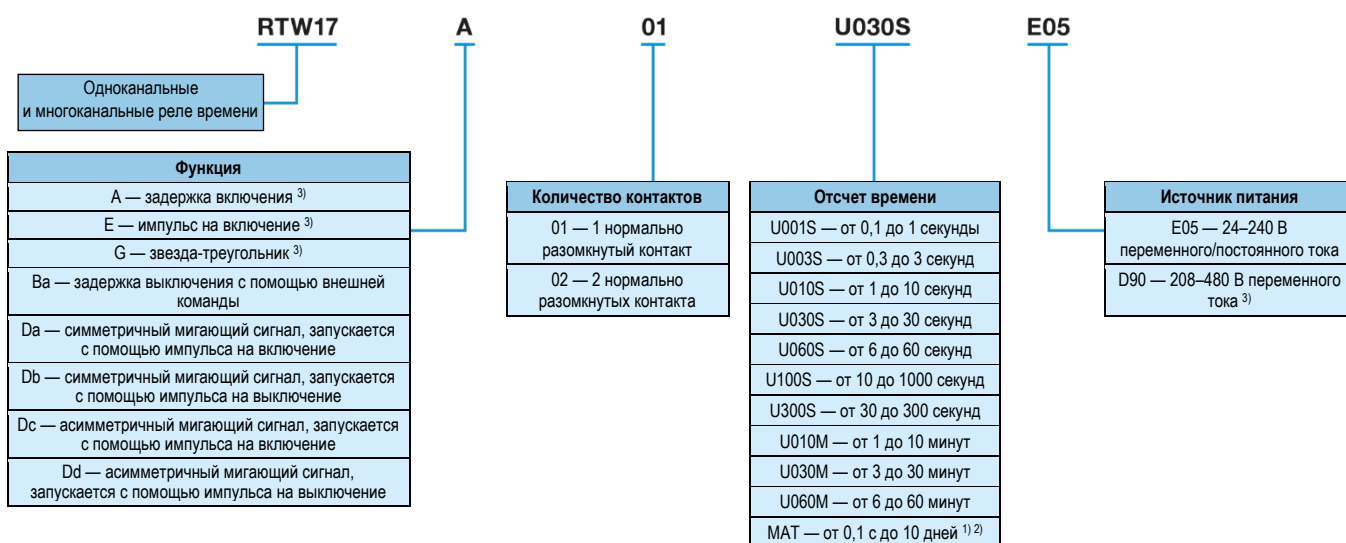 RTW17 A 01 U030S E05
Одноканальные
и многоканальные реле времени
Функция
А — задержка включения 3)
Е — импульс на включение 3)
G — звезда-треугольник 3)
Ва — задержка выключения с помощью внешней
команды
Da — симметричный мигающий сигнал, запускается
с помощью импульса на включение
Db — симметричный мигающий сигнал, запускается
с помощью импульса на выключение
Dc — асимметричный мигающий сигнал, запускается
с помощью импульса на включение
Dd — асимметричный мигающий сигнал,
запускается с помощью импульса на выключение
Количество контактов
01 — 1 нормально
разомкнутый контакт
02 — 2 нормально
разомкнутых контакта
Отсчет времени
U001S — от 0,1 до 1 секунды
U003S — от 0,3 до 3 секунд
U010S — от 1 до 10 секунд
U030S — от 3 до 30 секунд
U060S — от 6 до 60 секунд
U100S — от 10 до 1000 секунд
U300S — от 30 до 300 секунд
U010M — от 1 до 10 минут
U030M — от 3 до 30 минут
U060M — от 6 до 60 минут
MAT — от 0,1 с до 10 дней 1) 2)
Источник питания
E05 — 24–240 В
переменного/постоянного тока
D90 — 208–480 В переменного
тока 3)